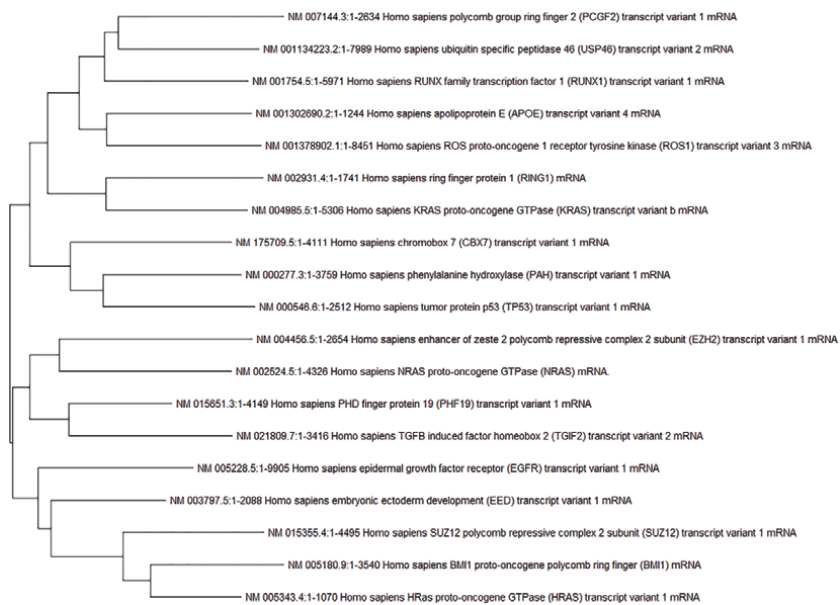 NM 007144.3:1-2634 Homo sapiens polycomb group ring finger 2 (PCGF2) transcript variant 1 mRNA
NM 001134223.2:1-7989 Homo sapiens ubiquitin specific peptidase 46 (USP46) transcript variant 2 mRNA
NM 001754.5:1-5971 Homo sapiens RUNX family transcription factor 1 (RUNX1) transcript variant 1 mRNA
NM 001302690.2:1-1244 Homo sapiens apolipoprotein E (APOE) transcript variant 4 mRNA
NM 001378902.1:1-8451 Homo sapiens ROS proto-oncogene 1 receptor tyrosine kinase (ROS1) transcript variant 3 mRNA
NM 002931.4:1-1741 Homo sapiens ring finger protein 1 (RING1) mRNA
NM 004985.5:1-5306 Homo sapiens KRAS proto-oncogene GTPase (KRAS) transcript variant b mRNA
NM 175709.5:1-4111 Homo sapiens chromobox 7 (CBX7) transcript variant 1 mRNA
NM 000277.3:1-3759 Homo sapiens phenylalanine hydroxylase (PAH) transcript variant 1 mRNA
NM 000546.6:1-2512 Homo sapiens tumor protein p53 (TP53) transcript variant 1 mRNA
NM 004456.5:1-2654 Homo sapiens enhancer of zeste 2 polycomb repressive complex 2 subunit (EZH2) transcript variant 1 mRNA
NM 002524.5:1-4326 Homo sapiens NRAS proto-oncogene GTPase (NRAS) mRNA.
NM 015651.3:1-4149 Homo sapiens PHD finger protein 19 (PHF19) transcript variant 1 mRNA
NM 021809.7:1-3416 Homo sapiens TGFB induced factor homeobox 2 (TGIF2) transcript variant 2 mRNA
NM 005228.5:1-9905 Homo sapiens epidermal growth factor receptor (EGFR) transcript variant 1 mRNA
NM 003797.5:1-2088 Homo sapiens embryonic ectoderm development (EED) transcript variant 1 mRNA
NM 015355.4:1-4495 Homo sapiens SUZ12 polycomb repressive complex 2 subunit (SUZ12) transcript variant 1 mRNA
NM 005180.9:1-3540 Homo sapiens BMI1 proto-oncogene polycomb ring finger (BMI1) mRNA
NM 005343.4:1-1070 Homo sapiens HRas proto-oncogene GTPase (HRAS) transcript variant 1 mRNA